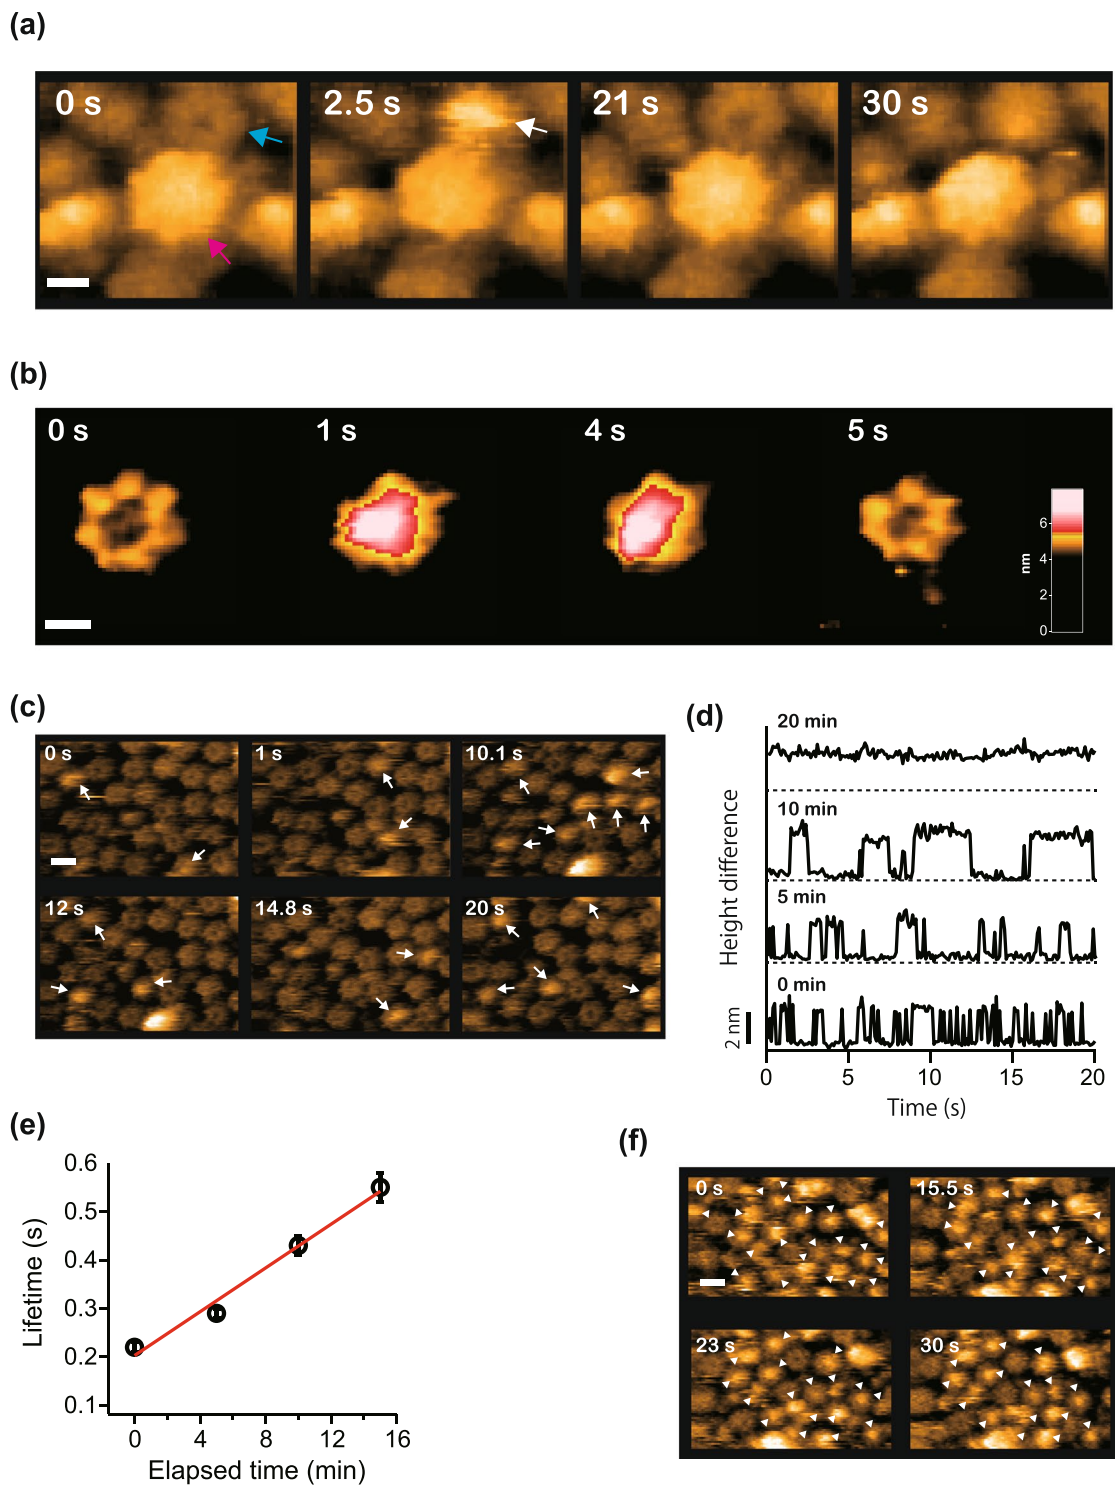 (a)
0 s
2.5 s
21 s
30 s
(b)
0 s
1 s
4 s
5 s
6
4
2
0
nm
(c)
0 s
1 s
10.1 s
12 s
14.8 s
20 s
(d)
20 min
10 min
5 min
0 min
Height difference
2 nm
0 5 10 15 20
Time (s)
(e)
0.6
0.5
0.4
0.3
0.2
0.1
Lifetime (s)
0 4 8 12 16
Elapsed time (min)
(f)
0 s
15.5 s
23 s
30 s